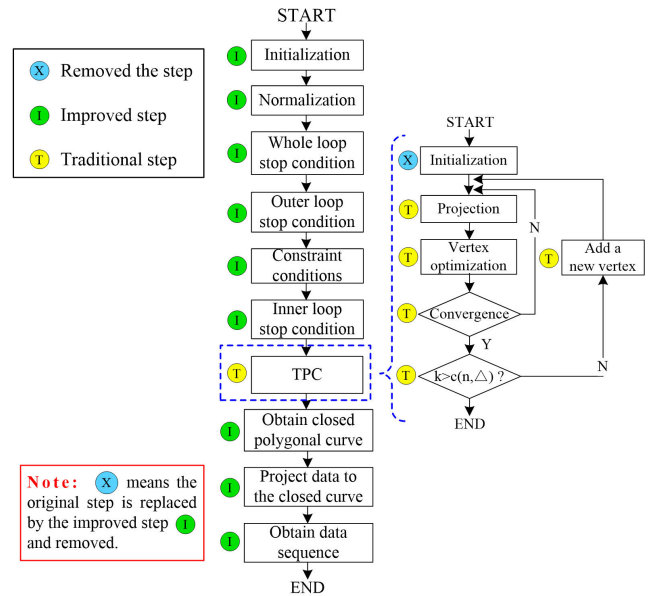 X Removed the step
I Improved step
T Traditional step
START
I Initialization
I Normalization
I Whole loop
stop condition
I Outer loop
stop condition
I Constraint
conditions
I Inner loop
stop condition
T TPC
I Obtain closed
polygonal curve
I Project data to
the closed curve
I Obtain data
sequence
END
START
X Initialization
T Projection
T Vertex
optimization
T Convergence
N
Y
T k>c(n,△) ?
N
T Add a
new vertex
END
Note: X means the
original step is replaced
by the improved step I
and removed.